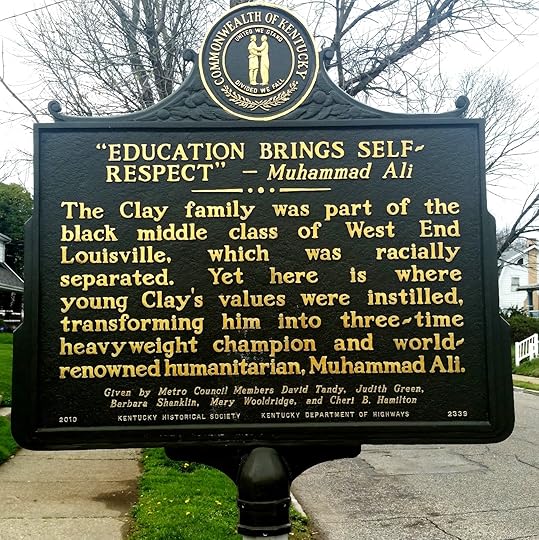 COMMONWEALTH OF KENTUCKY
UNITED WE STAND
DIVIDED WE FALL
"EDUCATION BRINGS SELF-
RESPECT" – Muhammad Ali
The Clay family was part of the
black middle class of West End
Louisville, which was racially
separated. Yet here is where
young Clay's values were instilled,
transforming him into three-time
heavyweight champion and world-
renowned humanitarian, Muhammad Ali.
Given by Metro Council Members David Tandy, Judith Green,
Barbara Shanklin, Mary Wooldridge, and Cheri B. Hamilton
2010 KENTUCKY HISTORICAL SOCIETY KENTUCKY DEPARTMENT OF HIGHWAYS 2339